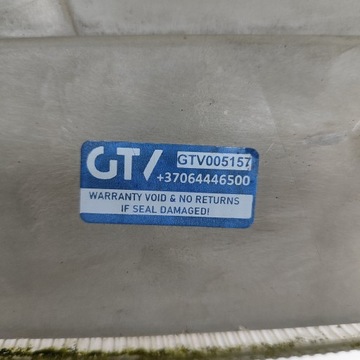 GTV GTV005157
+37064446500
WARRANTY VOID & NO RETURNS
IF SEAL DAMAGED!